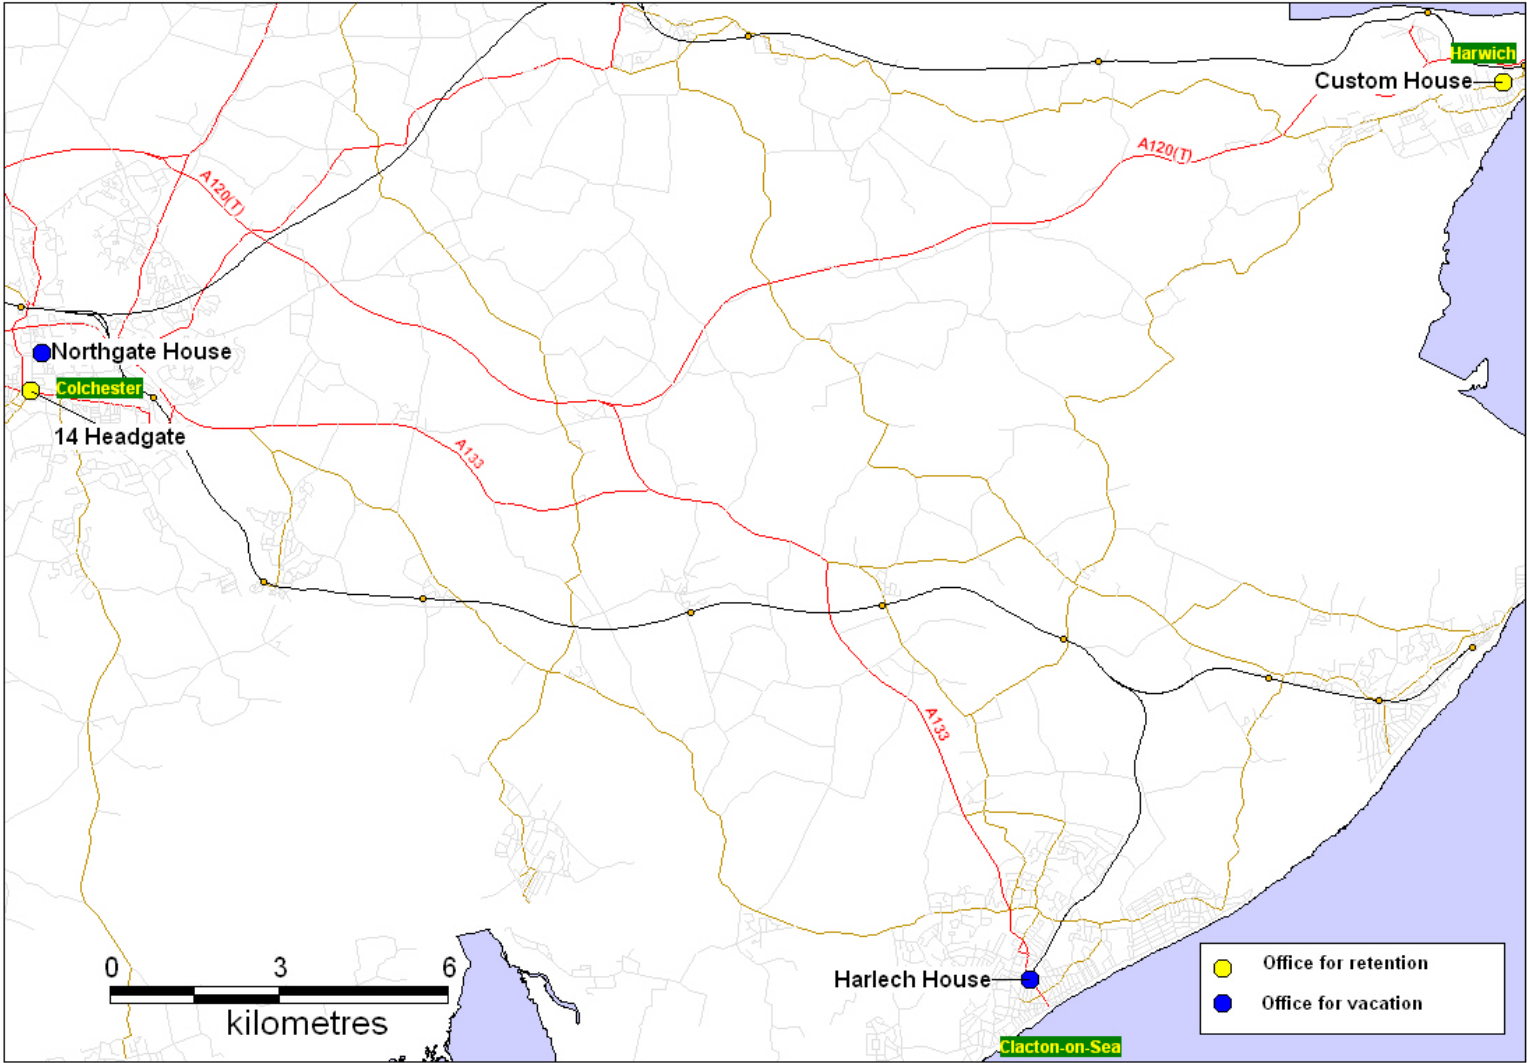 Harwich
Custom House
A120(T)
A120(T)
Northgate House
Colchester
14 Headgate
A133
A133
0 3 6
kilometres
Harlech House
Clacton-on-Sea
Office for retention
Office for vacation